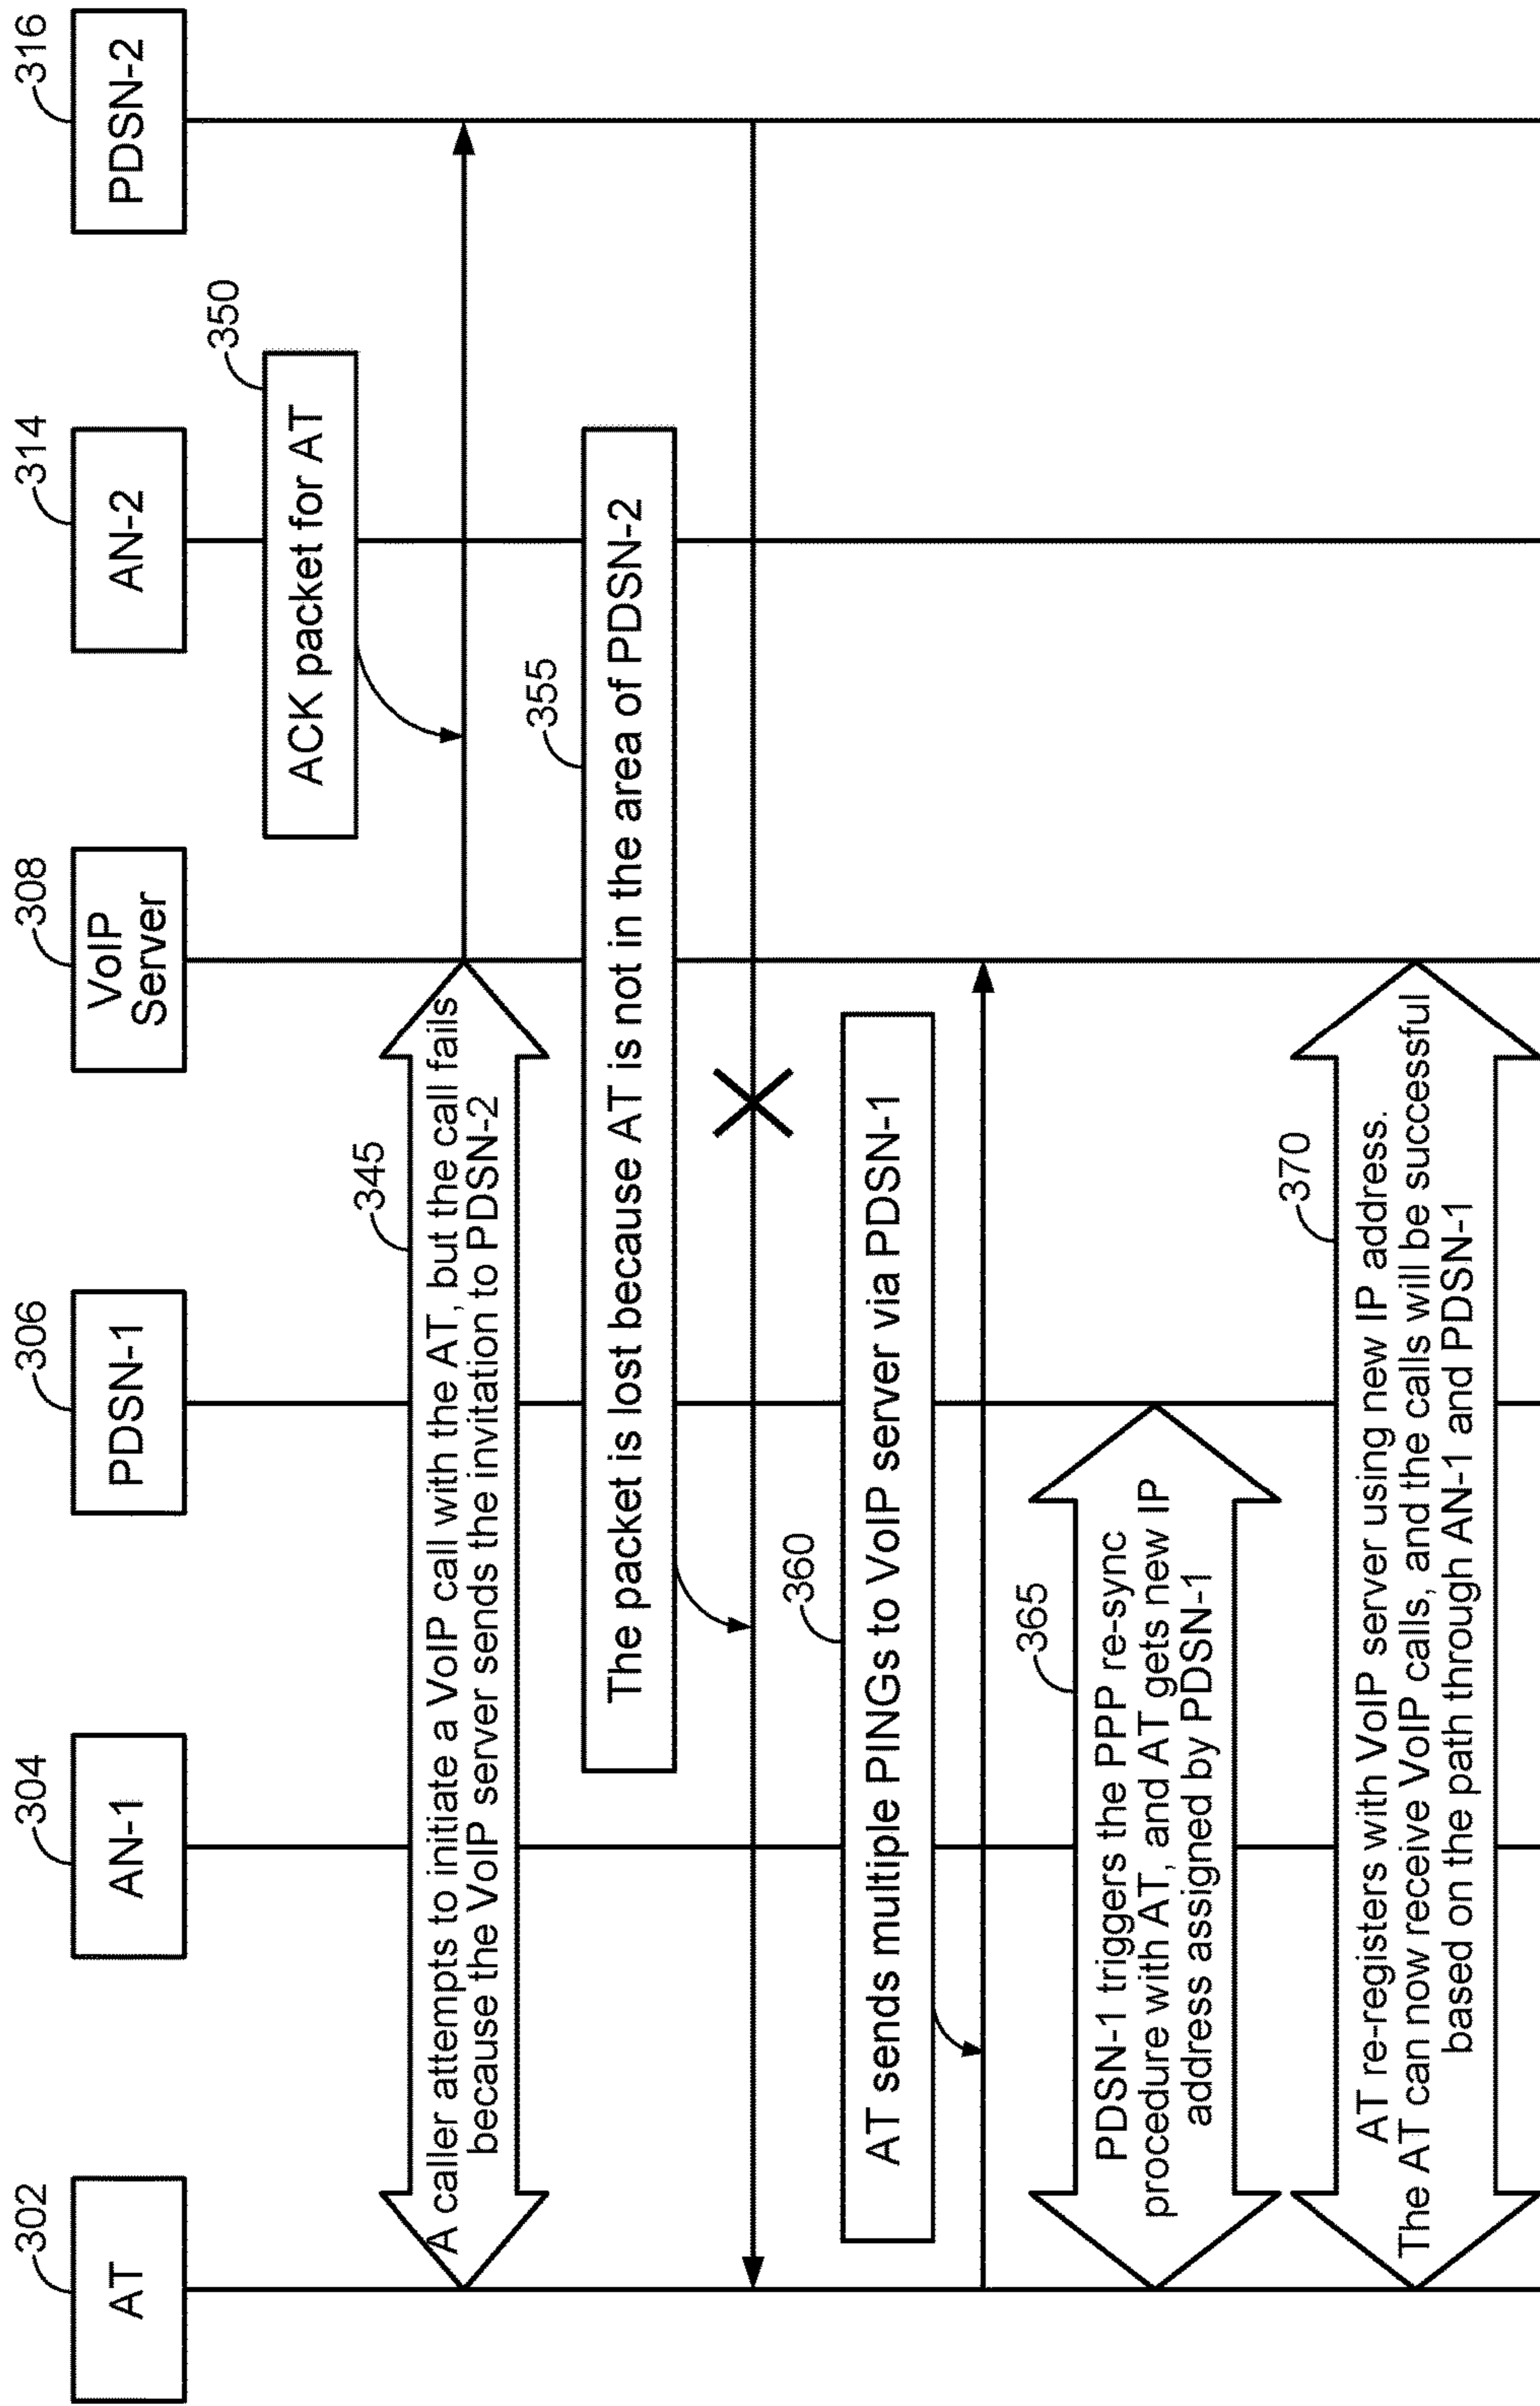 302
304
306
308
314
316
AT
AN-1
PDSN-1
VoIP
Server
AN-2
PDSN-2
350
ACK packet for AT
345
A caller attempts to initiate a VoIP call with the AT, but the call fails
because the VoIP server sends the invitation to PDSN-2
355
The packet is lost because AT is not in the area of PDSN-2
360
AT sends multiple PINGs to VoIP server via PDSN-1
365
PDSN-1 triggers the PPP re-sync
procedure with AT, and AT gets new IP
address assigned by PDSN-1
370
AT re-registers with VoIP server using new IP address.
The AT can now receive VoIP calls, and the calls will be successful
based on the path through AN-1 and PDSN-1